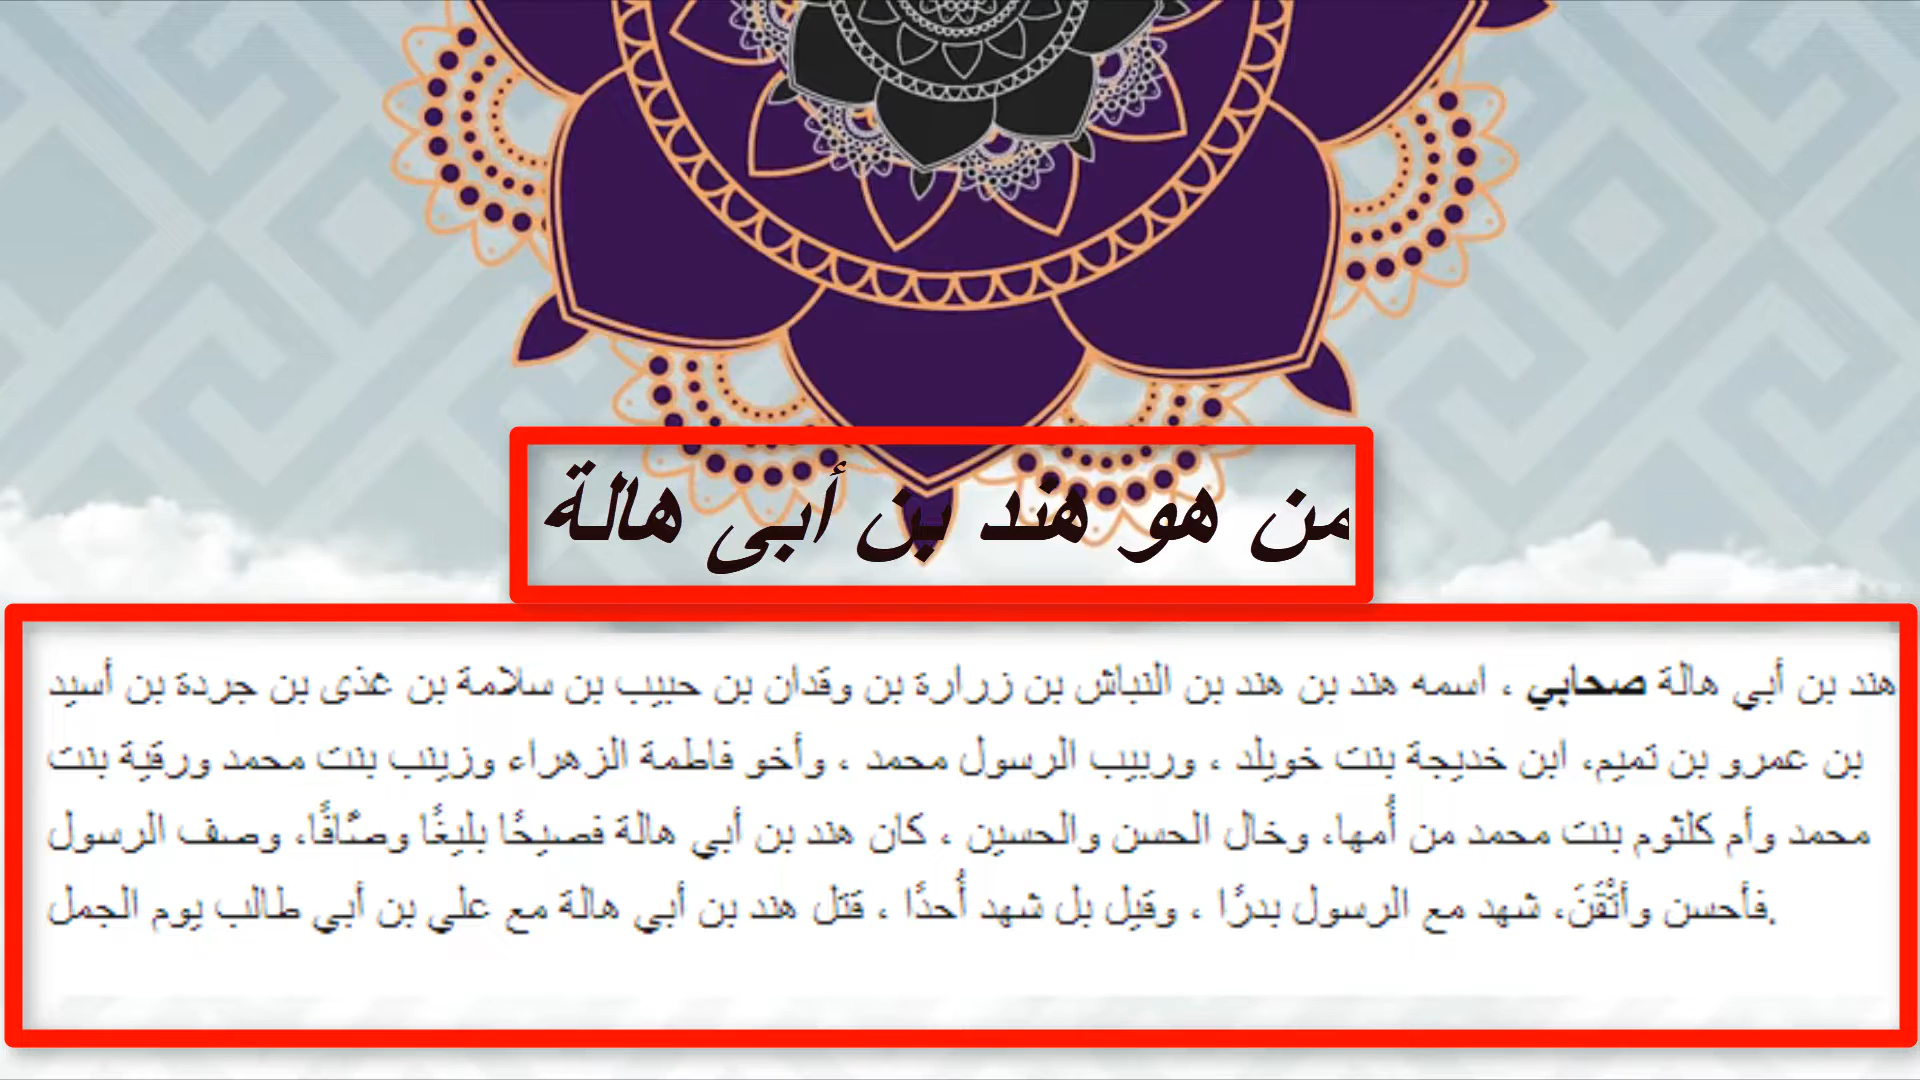 من هو هند بن أبى هالة
هند بن أبي هالة صحابي ، اسمه هند بن هند بن النباش بن زرارة بن وقدان بن حبيب بن سلامة بن غذى بن جردة بن أسيد
بن عمرو بن تميم، ابن خديجة بنت خويلد ، وربيب الرسول محمد ، وأخو فاطمة الزهراء وزينب بنت محمد ورقية بنت
محمد وأم كلثوم بنت محمد من أُمها، وخال الحسن والحسين ، كان هند بن أبي هالة فصيحًا بليغًا وصَّافًا، وصف الرسول
فأحسن وأتْقَنَ، شهد مع الرسول بدرًا ، وقيل بل شهد أُحدًا ، قتل هند بن أبي هالة مع علي بن أبي طالب يوم الجمل.